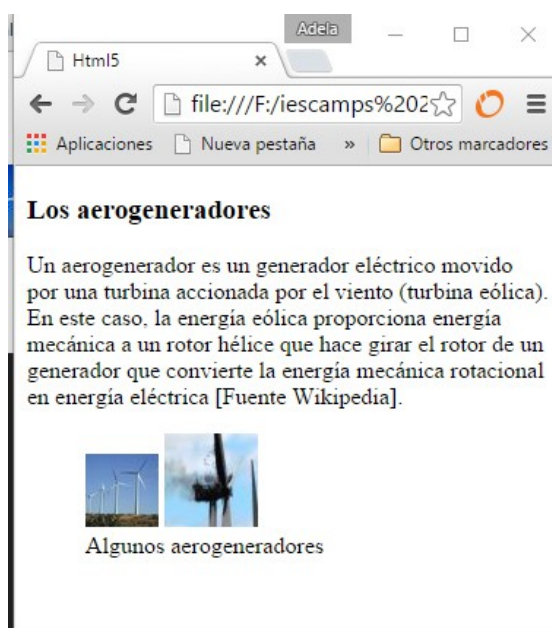 Adela
Html5
file:///F:/iescamps%202
Aplicaciones Nueva pestaña » Otros marcadores
Los aerogeneradores
Un aerogenerador es un generador eléctrico movido
por una turbina accionada por el viento (turbina eólica).
En este caso, la energía eólica proporciona energía
mecánica a un rotor hélice que hace girar el rotor de un
generador que convierte la energía mecánica rotacional
en energía eléctrica [Fuente Wikipedia].
Algunos aerogeneradores